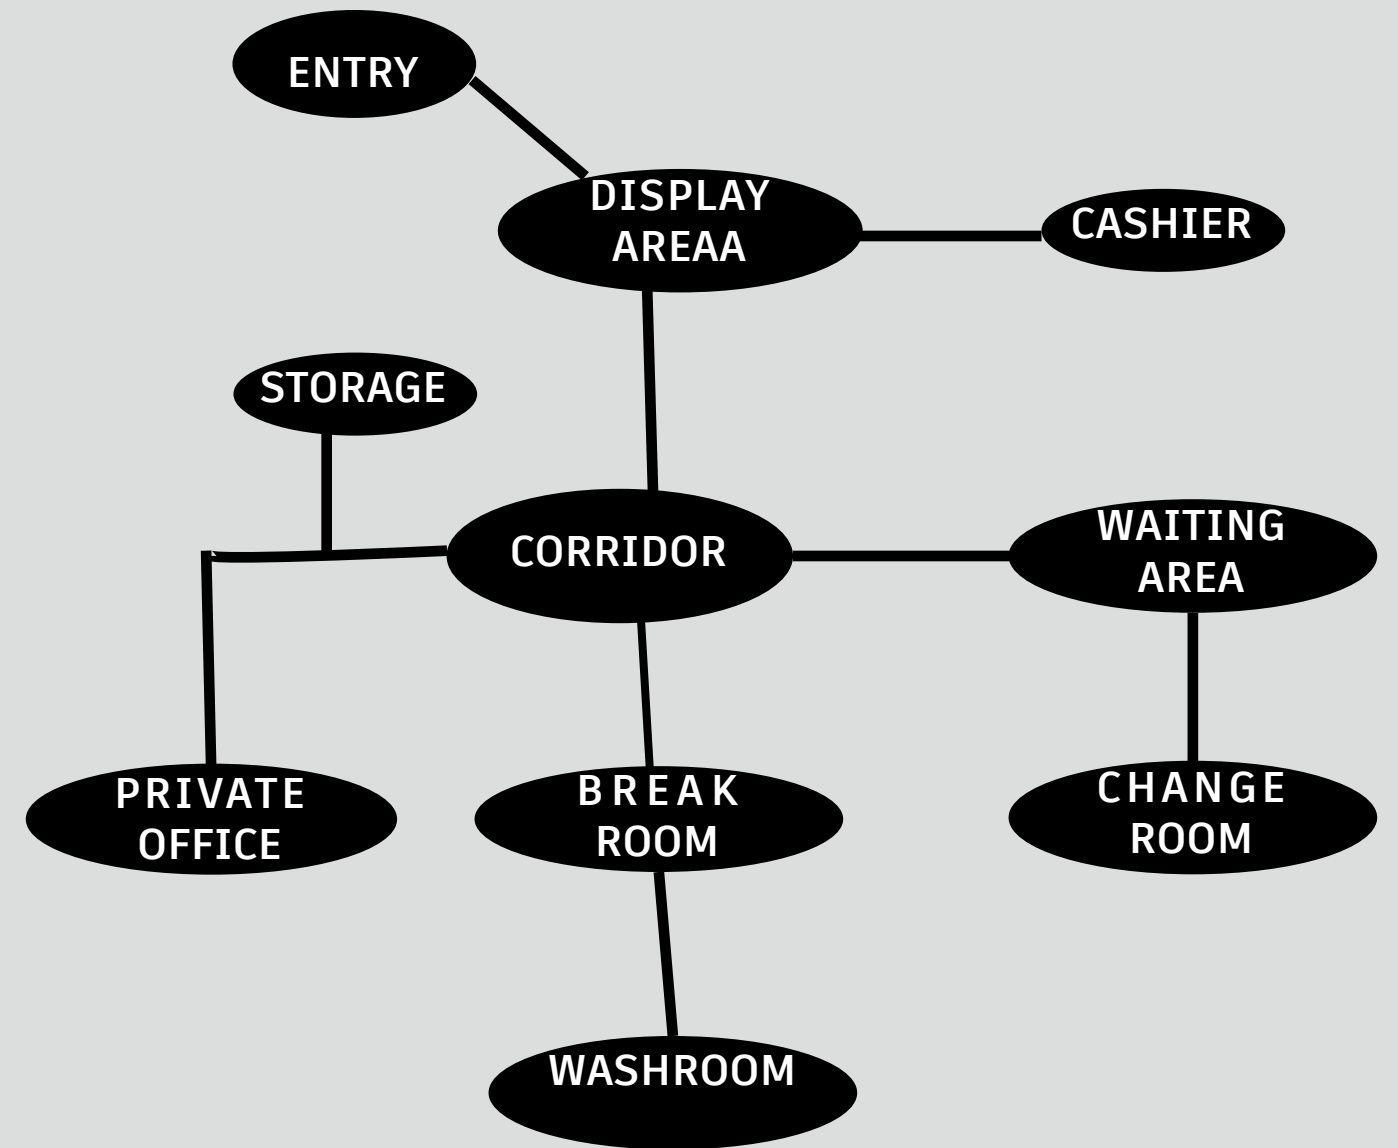 ENTRY
DISPLAY
AREAA
CASHIER
STORAGE
CORRIDOR
WAITING
AREA
PRIVATE
OFFICE
BREAK
ROOM
CHANGE
ROOM
WASHROOM